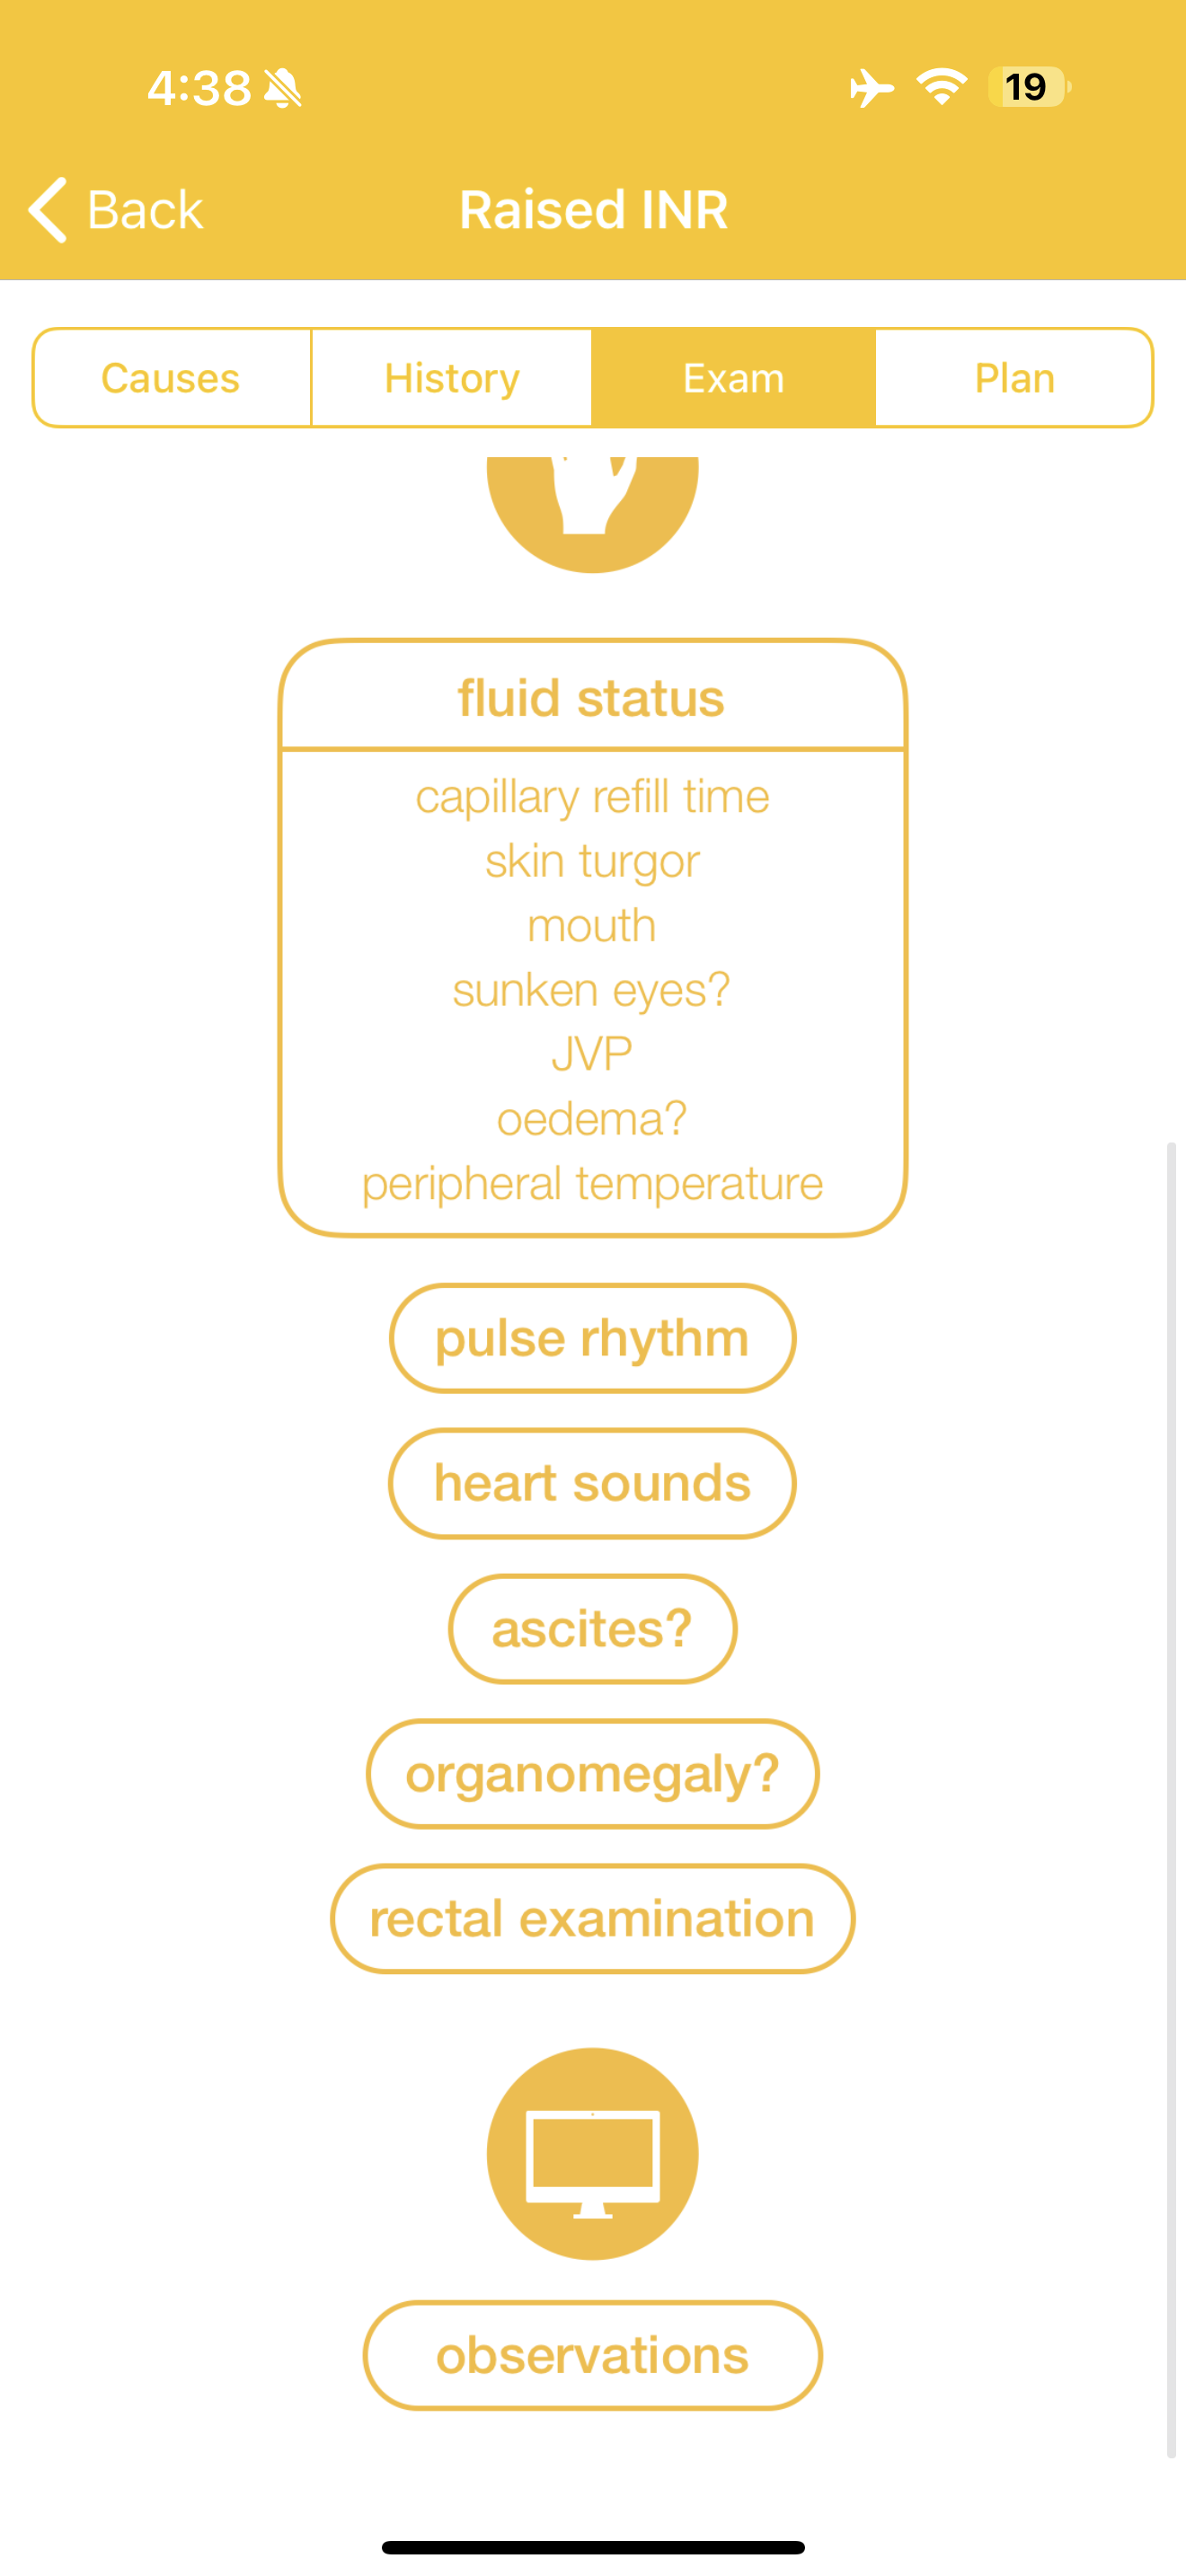 4:38
19
Back
Raised INR
Causes
History
Exam
Plan
fluid status
capillary refill time
skin turgor
mouth
sunken eyes?
JVP
oedema?
peripheral temperature
pulse rhythm
heart sounds
ascites?
organomegaly?
rectal examination
observations